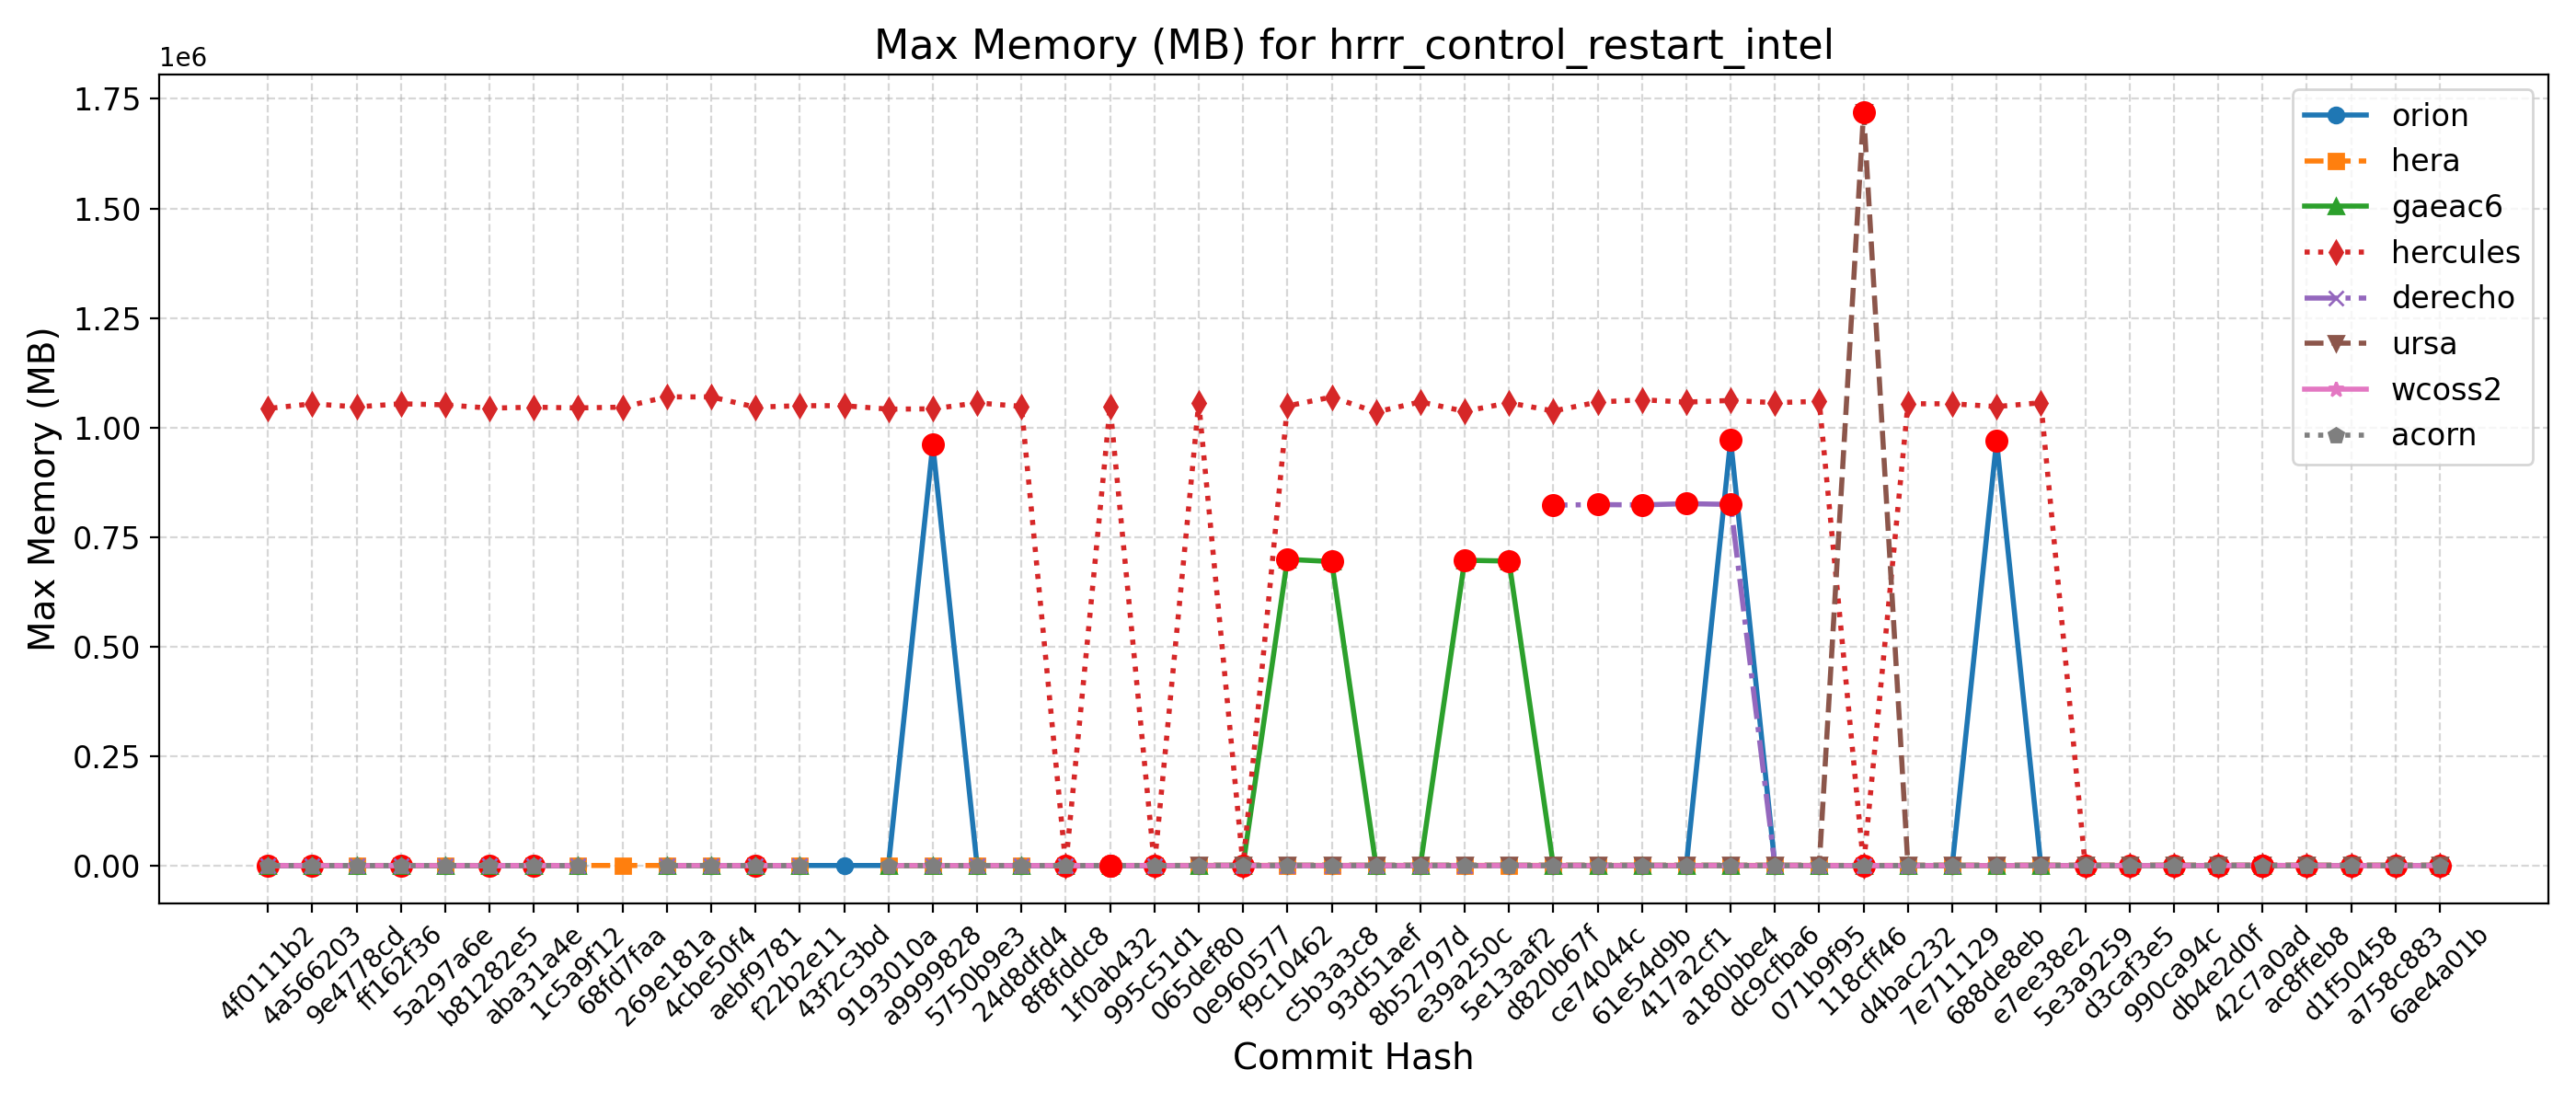 Max Memory (MB) for hrrr_control_restart_intel
1e6
1.75
1.50
1.25
1.00
0.75
0.50
0.25
0.00
Max Memory (MB)
orion
hera
gaeac6
hercules
derecho
ursa
wcoss2
acorn
4f0111b2
4a566203
9e4778cd
ff162f36
5a297a6e
b81282e5
aba31a4e
1c5a9f12
68fd7faa
269e181a
4cbe50f4
aebf9781
f22b2e11
43f2c3bd
9193010a
a9999828
5750b9e3
24d8dfd4
8f8fddc8
1f0ab432
995c51d1
065def80
0e960577
f9c10462
c5b3a3c8
93d51aef
8b52797d
e39a250c
5e13aaf2
d820b67f
ce74044c
61e54d9b
417a2cf1
a180bbe4
dc9cfba6
071b9f95
118cff46
d4bac232
7e711129
688de8eb
e7ee38e2
5e3a9259
d3caf3e5
990ca94c
db4e2d0f
42c7a0ad
ac8ffeb8
d1f50458
a758c883
6ae4a01b
Commit Hash